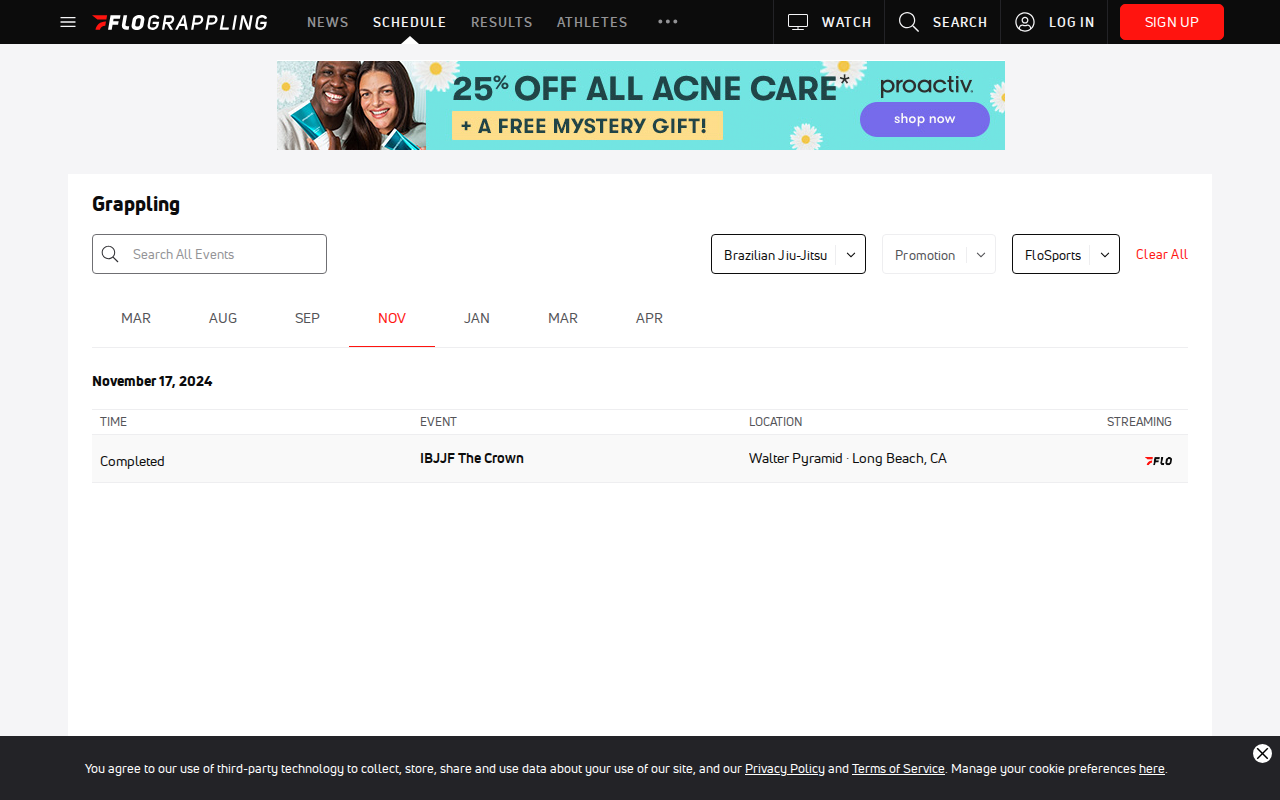 FLOGRAPPLING NEWS SCHEDULE RESULTS ATHLETES ••• WATCH SEARCH LOG IN SIGN UP
25% OFF ALL ACNE CARE*
+ A FREE MYSTERY GIFT!
proactiv.
shop now
Grappling
Search All Events
Brazilian Jiu-Jitsu
Promotion
FloSports
Clear All
MAR AUG SEP NOV JAN MAR APR
November 17, 2024
TIME EVENT LOCATION STREAMING
Completed IBJJF The Crown Walter Pyramid · Long Beach, CA FLO
You agree to our use of third-party technology to collect, store, share and use data about your use of our site, and our Privacy Policy and Terms of Service. Manage your cookie preferences here.